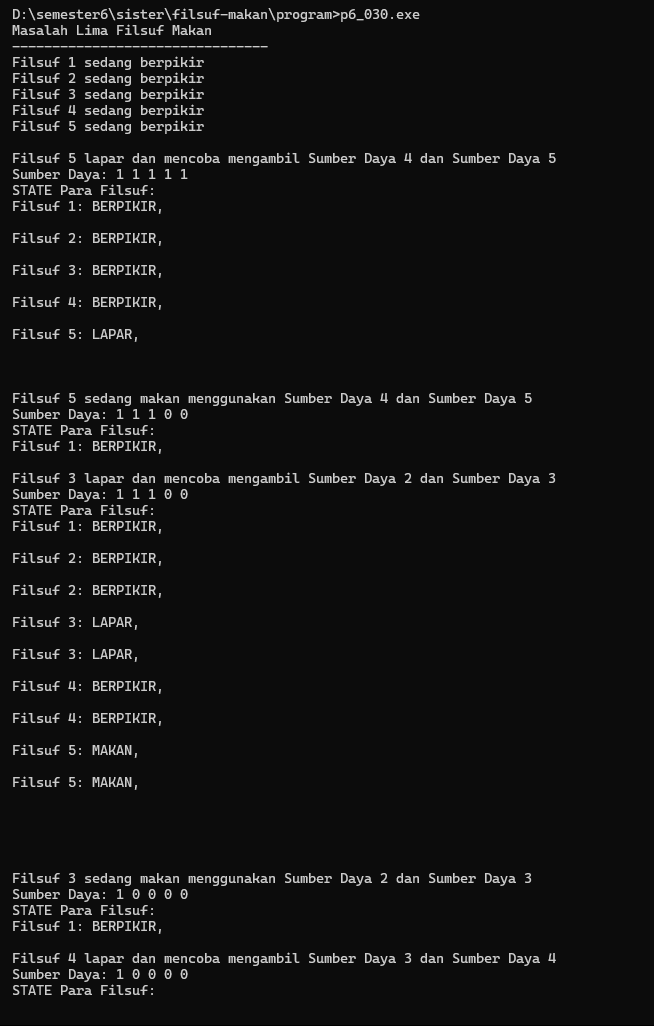 D:\semester6\sister\filsuf-makan\program>p6_030.exe
Masalah Lima Filsuf Makan
--------------------------------
Filsuf 1 sedang berpikir
Filsuf 2 sedang berpikir
Filsuf 3 sedang berpikir
Filsuf 4 sedang berpikir
Filsuf 5 sedang berpikir
Filsuf 5 lapar dan mencoba mengambil Sumber Daya 4 dan Sumber Daya 5
Sumber Daya: 1 1 1 1 1
STATE Para Filsuf:
Filsuf 1: BERPIKIR,
Filsuf 2: BERPIKIR,
Filsuf 3: BERPIKIR,
Filsuf 4: BERPIKIR,
Filsuf 5: LAPAR,
Filsuf 5 sedang makan menggunakan Sumber Daya 4 dan Sumber Daya 5
Sumber Daya: 1 1 1 0 0
STATE Para Filsuf:
Filsuf 1: BERPIKIR,
Filsuf 3 lapar dan mencoba mengambil Sumber Daya 2 dan Sumber Daya 3
Sumber Daya: 1 1 1 0 0
STATE Para Filsuf:
Filsuf 1: BERPIKIR,
Filsuf 2: BERPIKIR,
Filsuf 2: BERPIKIR,
Filsuf 3: LAPAR,
Filsuf 3: LAPAR,
Filsuf 4: BERPIKIR,
Filsuf 4: BERPIKIR,
Filsuf 5: MAKAN,
Filsuf 5: MAKAN,
Filsuf 3 sedang makan menggunakan Sumber Daya 2 dan Sumber Daya 3
Sumber Daya: 1 0 0 0 0
STATE Para Filsuf:
Filsuf 1: BERPIKIR,
Filsuf 4 lapar dan mencoba mengambil Sumber Daya 3 dan Sumber Daya 4
Sumber Daya: 1 0 0 0 0
STATE Para Filsuf: